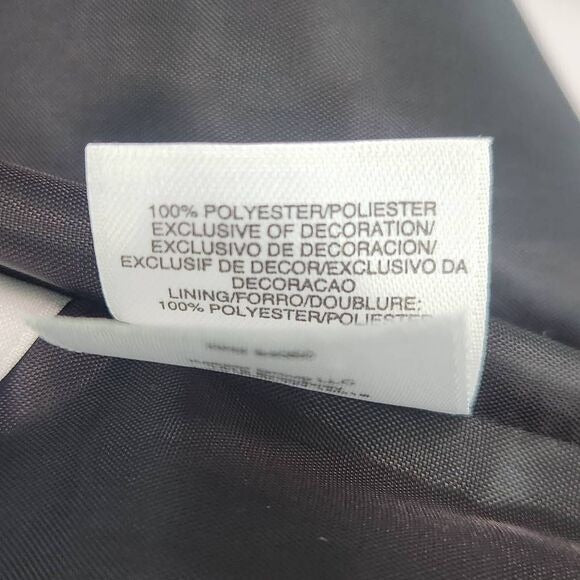 100% POLYESTER/POLIESTER
EXCLUSIVE OF DECORATION/
EXCLUSIVO DE DECORACION/
EXCLUSIF DE DECOR/EXCLUSIVO DA
DECORACAO
LINING/FORRO/DOUBLURE:
100% POLYESTER/POLIESTER